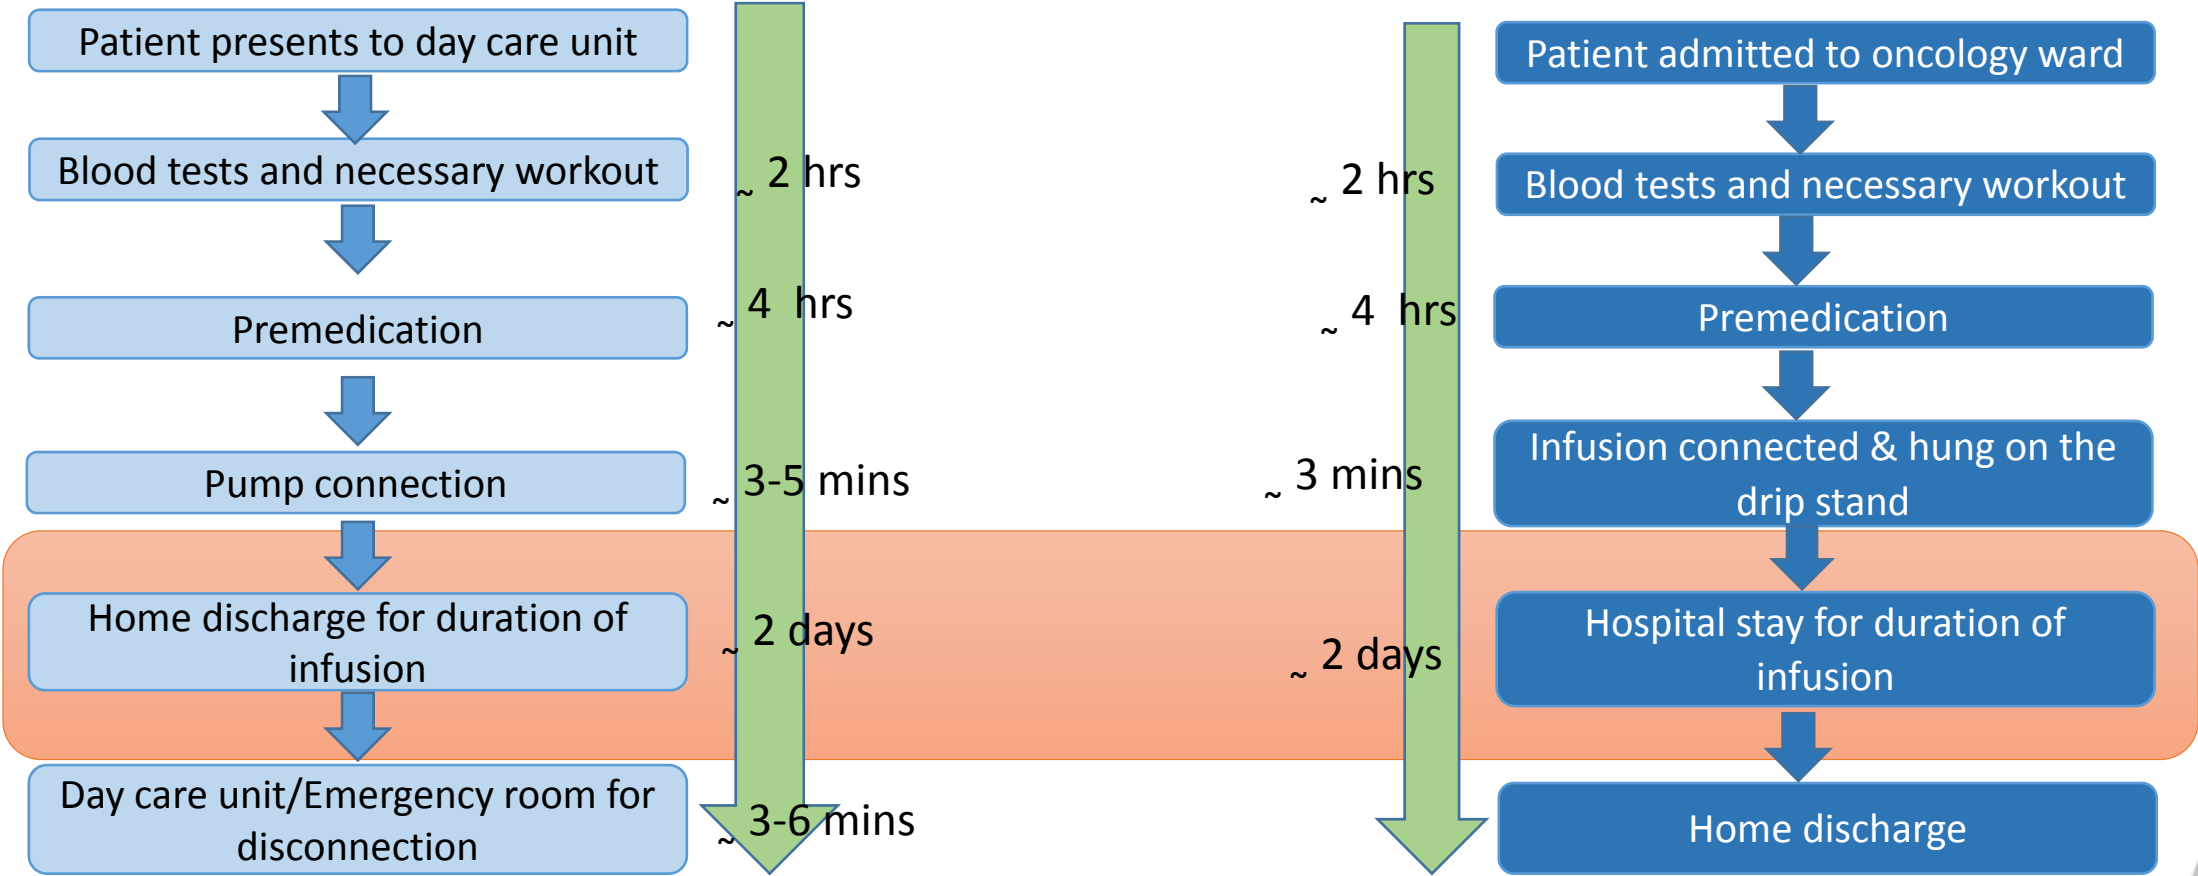 Patient presents to day care unit
Blood tests and necessary workout
Premedication
Pump connection
Home discharge for duration of
infusion
Day care unit/Emergency room for
disconnection
~ 2 hrs
~ 4 hrs
~ 3-5 mins
~ 2 days
~ 3-6 mins
~ 2 hrs
~ 4 hrs
~ 3 mins
~ 2 days
Patient admitted to oncology ward
Blood tests and necessary workout
Premedication
Infusion connected & hung on the
drip stand
Hospital stay for duration of
infusion
Home discharge